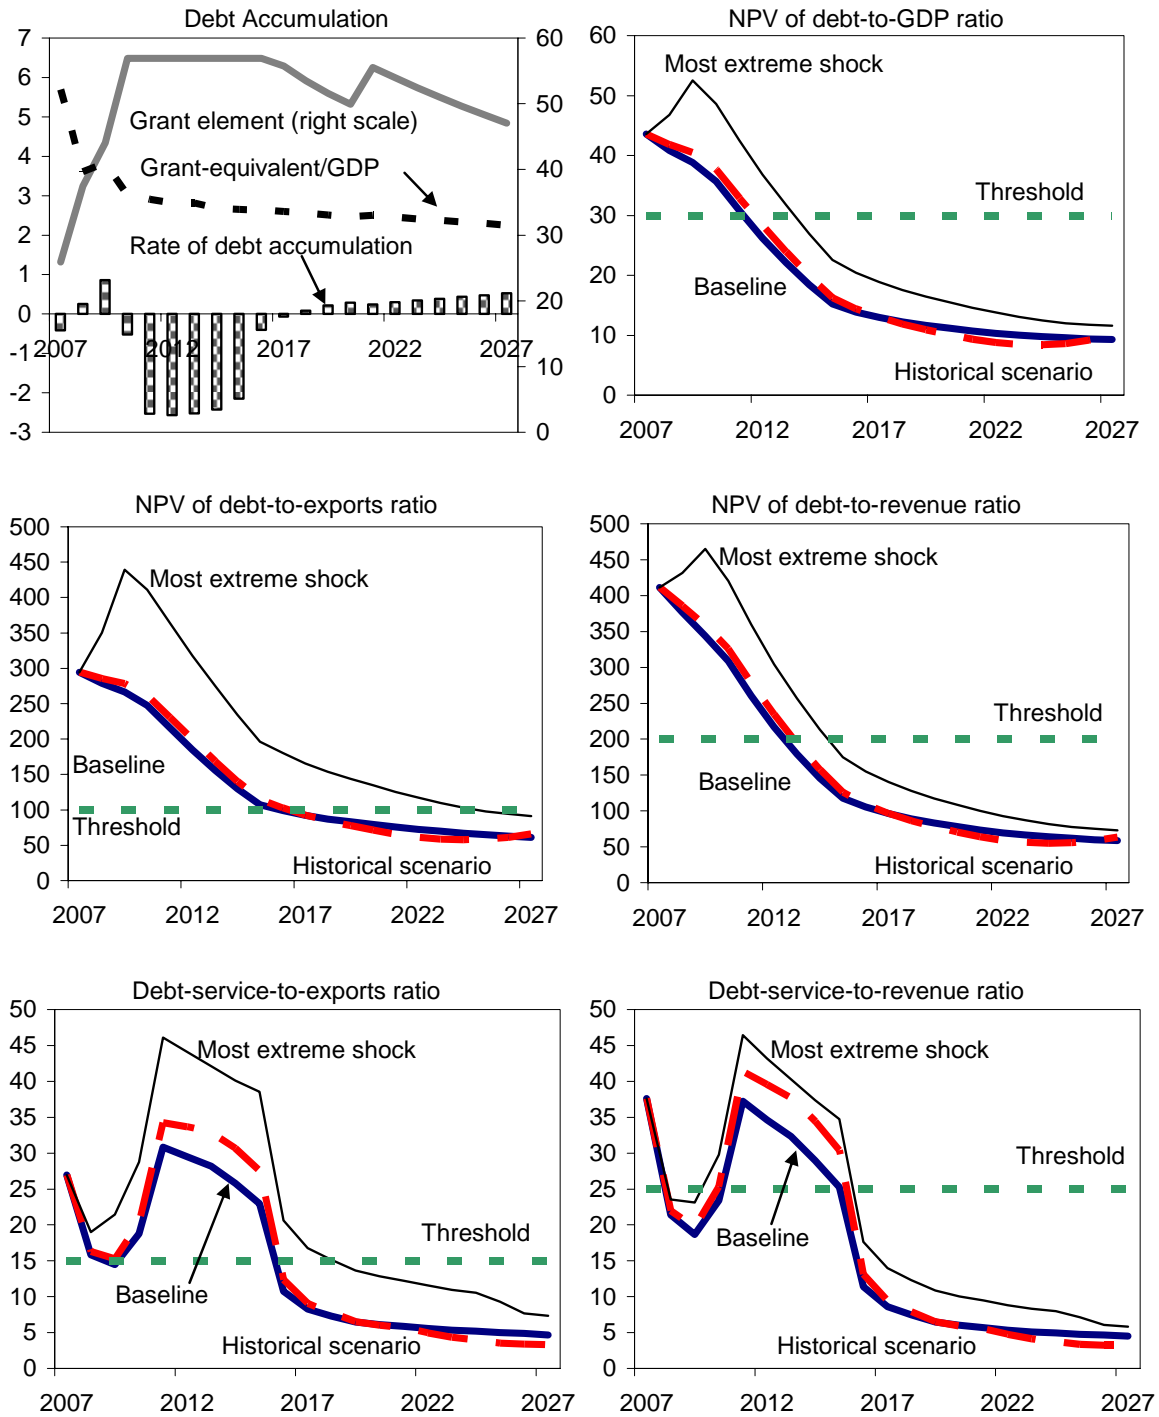 Debt Accumulation
7
6
5
4
3
2
1
0
-1
-2
-3
60
50
40
30
20
10
0
Grant element (right scale)
Grant-equivalent/GDP
Rate of debt accumulation
2007 2012 2017 2022 2027
NPV of debt-to-GDP ratio
60
50
40
30
20
10
0
Most extreme shock
Threshold
Baseline
Historical scenario
2007 2012 2017 2022 2027
NPV of debt-to-exports ratio
500
450
400
350
300
250
200
150
100
50
0
Most extreme shock
Baseline
Threshold
Historical scenario
2007 2012 2017 2022 2027
NPV of debt-to-revenue ratio
500
450
400
350
300
250
200
150
100
50
0
Most extreme shock
Threshold
Baseline
Historical scenario
2007 2012 2017 2022 2027
Debt-service-to-exports ratio
50
45
40
35
30
25
20
15
10
5
0
Most extreme shock
Threshold
Baseline
Historical scenario
2007 2012 2017 2022 2027
Debt-service-to-revenue ratio
50
45
40
35
30
25
20
15
10
5
0
Most extreme shock
Threshold
Baseline
Historical scenario
2007 2012 2017 2022 2027